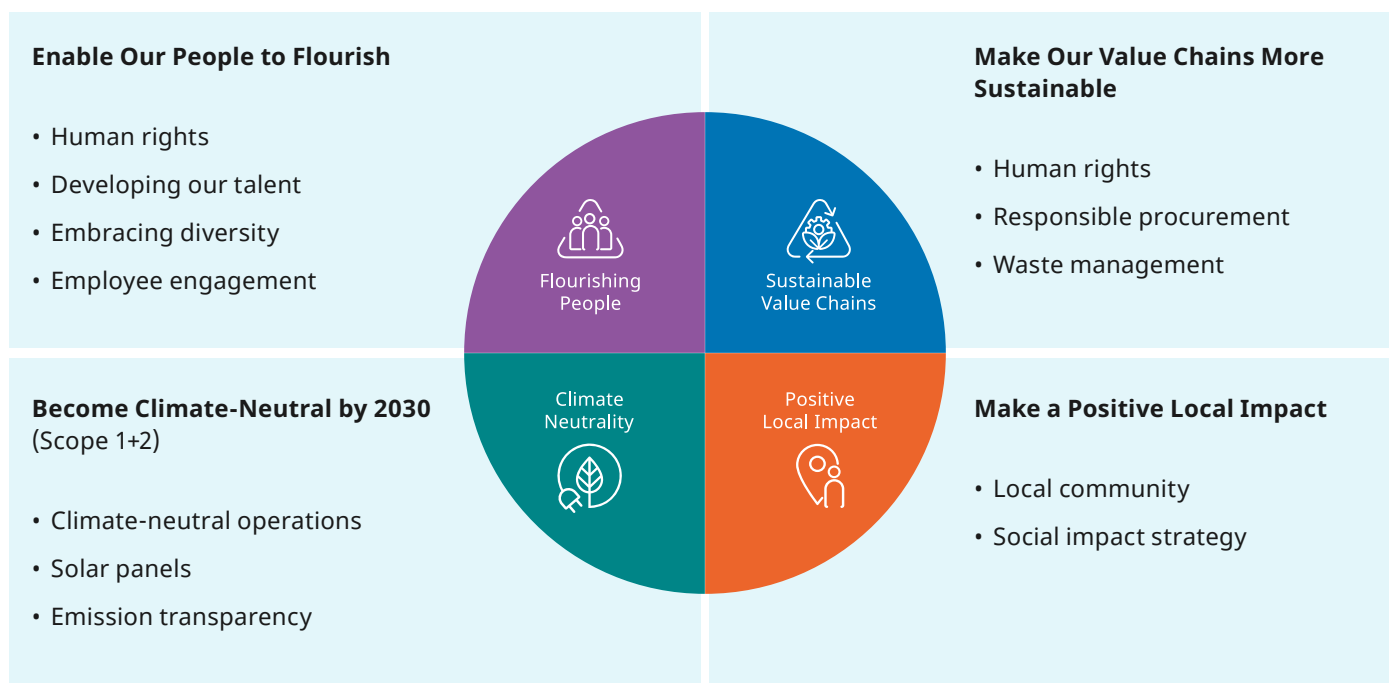 Enable Our People to Flourish
• Human rights
• Developing our talent
• Embracing diversity
• Employee engagement
Make Our Value Chains More
Sustainable
• Human rights
• Responsible procurement
• Waste management
Flourishing
People
Sustainable
Value Chains
Climate
Neutrality
Positive
Local Impact
Become Climate-Neutral by 2030
(Scope 1+2)
• Climate-neutral operations
• Solar panels
• Emission transparency
Make a Positive Local Impact
• Local community
• Social impact strategy